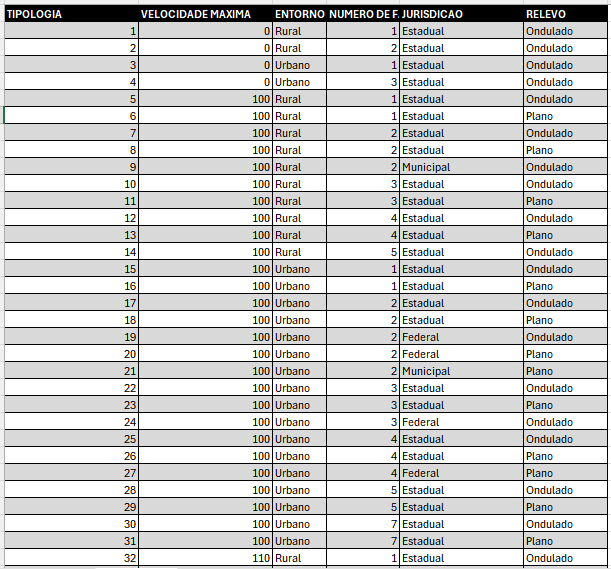 TIPOLOGIA VELOCIDADE MAXIMA ENTORNO NUMERO DE F. JURISDICAO RELEVO
1 0 Rural 1 Estadual Ondulado
2 0 Rural 2 Estadual Ondulado
3 0 Urbano 1 Estadual Ondulado
4 0 Urbano 3 Estadual Ondulado
5 100 Rural 1 Estadual Ondulado
6 100 Rural 1 Estadual Plano
7 100 Rural 2 Estadual Ondulado
8 100 Rural 2 Estadual Plano
9 100 Rural 2 Municipal Ondulado
10 100 Rural 3 Estadual Ondulado
11 100 Rural 3 Estadual Plano
12 100 Rural 4 Estadual Ondulado
13 100 Rural 4 Estadual Plano
14 100 Rural 5 Estadual Ondulado
15 100 Urbano 1 Estadual Ondulado
16 100 Urbano 1 Estadual Plano
17 100 Urbano 2 Estadual Ondulado
18 100 Urbano 2 Estadual Plano
19 100 Urbano 2 Federal Ondulado
20 100 Urbano 2 Federal Plano
21 100 Urbano 2 Municipal Plano
22 100 Urbano 3 Estadual Ondulado
23 100 Urbano 3 Estadual Plano
24 100 Urbano 3 Federal Ondulado
25 100 Urbano 4 Estadual Ondulado
26 100 Urbano 4 Estadual Plano
27 100 Urbano 4 Federal Plano
28 100 Urbano 5 Estadual Ondulado
29 100 Urbano 5 Estadual Plano
30 100 Urbano 7 Estadual Ondulado
31 100 Urbano 7 Estadual Plano
32 110 Rural 1 Estadual Ondulado